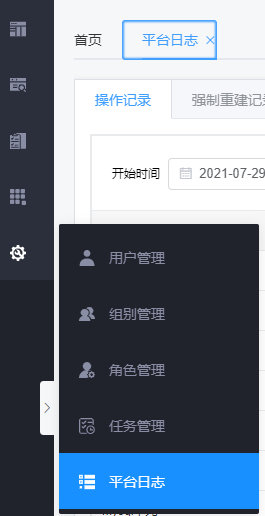 首页 平台日志
操作记录 强制重建记
开始时间 2021-07-29
用户管理
组别管理
角色管理
任务管理
平台日志